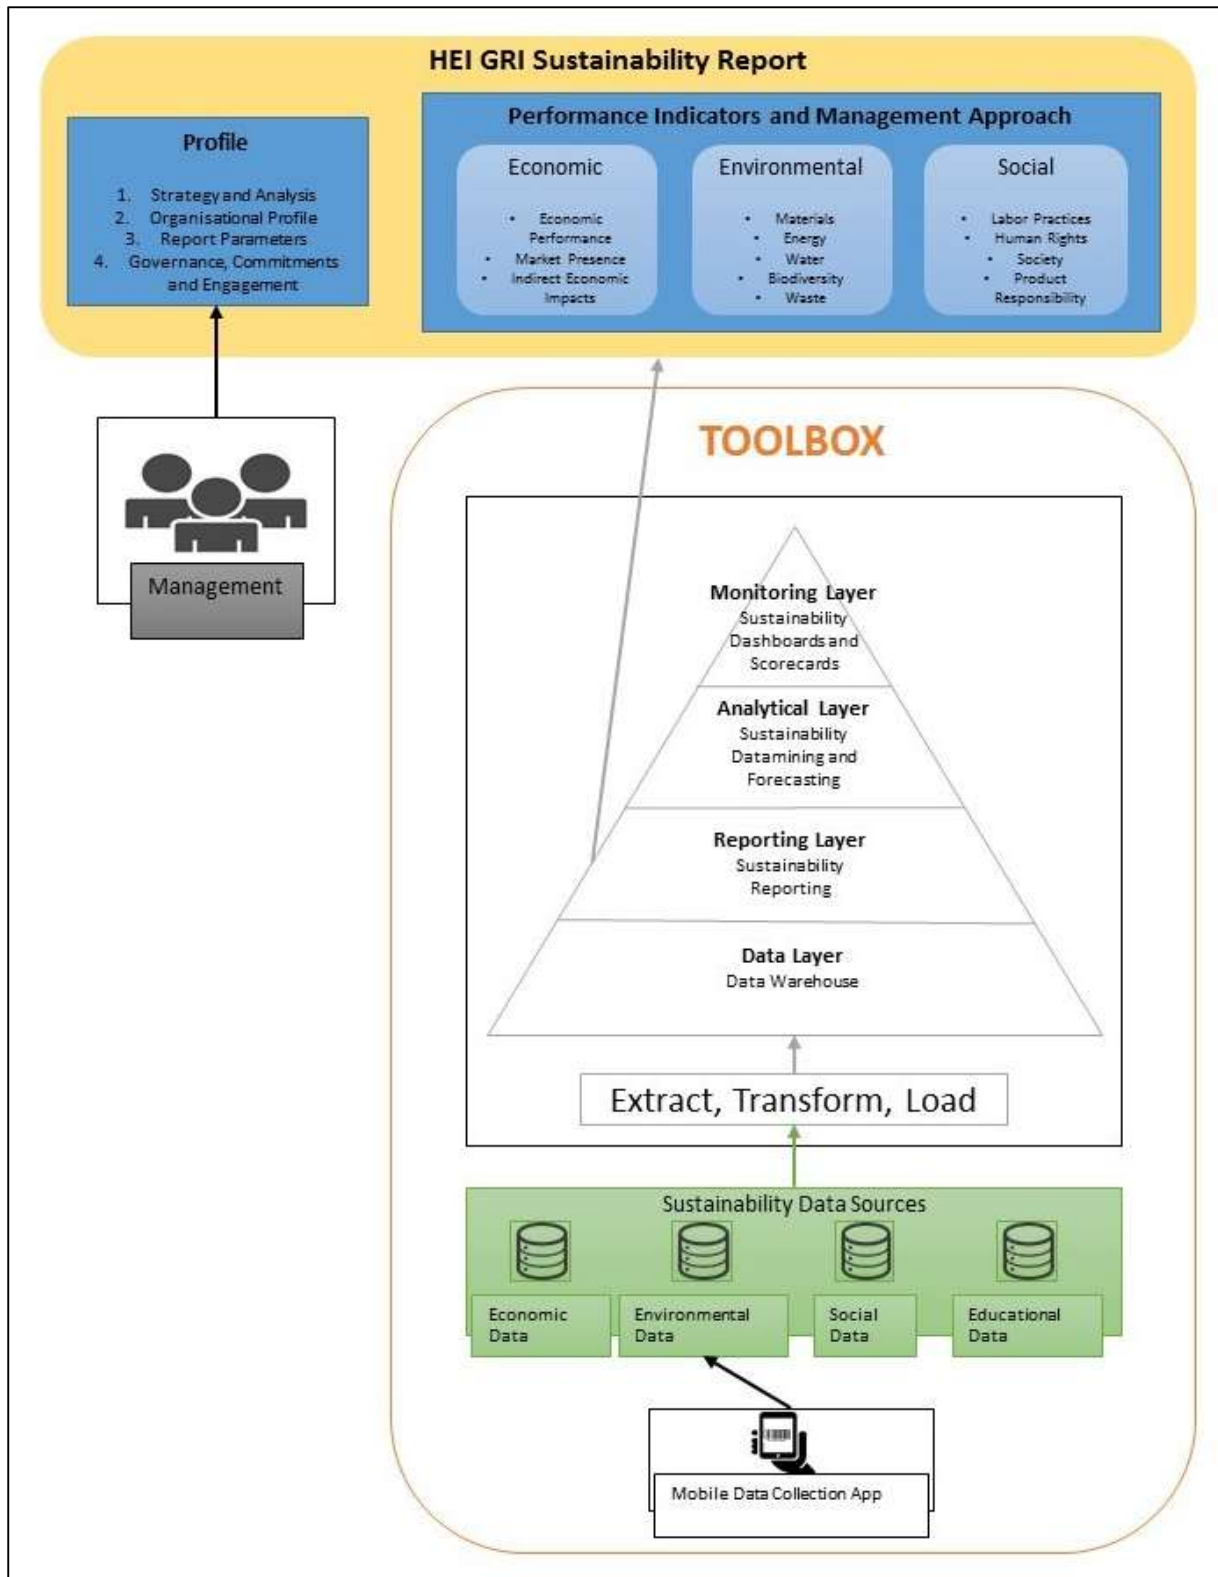 HEI GRI Sustainability Report
Profile
1. Strategy and Analysis
2. Organisational Profile
3. Report Parameters
4. Governance, Commitments
and Engagement
Performance Indicators and Management Approach
Economic
• Economic
Performance
• Market Presence
• Indirect Economic
Impacts
Environmental
• Materials
• Energy
• Water
• Biodiversity
• Waste
Social
• Labor Practices
• Human Rights
• Society
• Product
Responsibility
Management
TOOLBOX
Monitoring Layer
Sustainability
Dashboards and
Scorecards
Analytical Layer
Sustainability
Datamining and
Forecasting
Reporting Layer
Sustainability
Reporting
Data Layer
Data Warehouse
Extract, Transform, Load
Sustainability Data Sources
Economic
Data
Environmental
Data
Social
Data
Educational
Data
Mobile Data Collection App